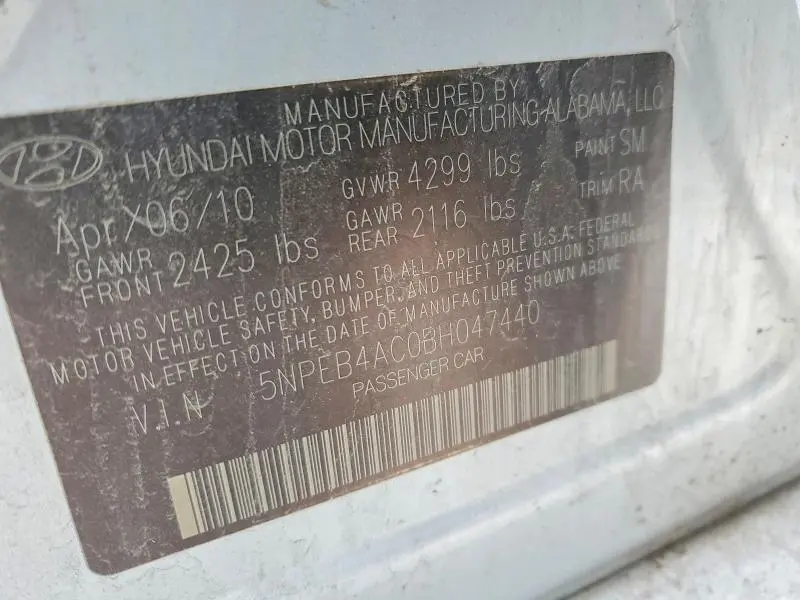 MANUFACTURED BY
HYUNDAI MOTOR MANUFACTURING ALABAMA, LLC
Apr/06/10 GVWR 4299 lbs PAINT SM
GAWR FRONT 2425 lbs GAWR REAR 2116 lbs TRIM RA
THIS VEHICLE CONFORMS TO ALL APPLICABLE U.S.A. FEDERAL
MOTOR VEHICLE SAFETY, BUMPER, AND THEFT PREVENTION STANDARDS
IN EFFECT ON THE DATE OF MANUFACTURE SHOWN ABOVE
V.I.N 5NPEB4AC0BH047440
PASSENGER CAR